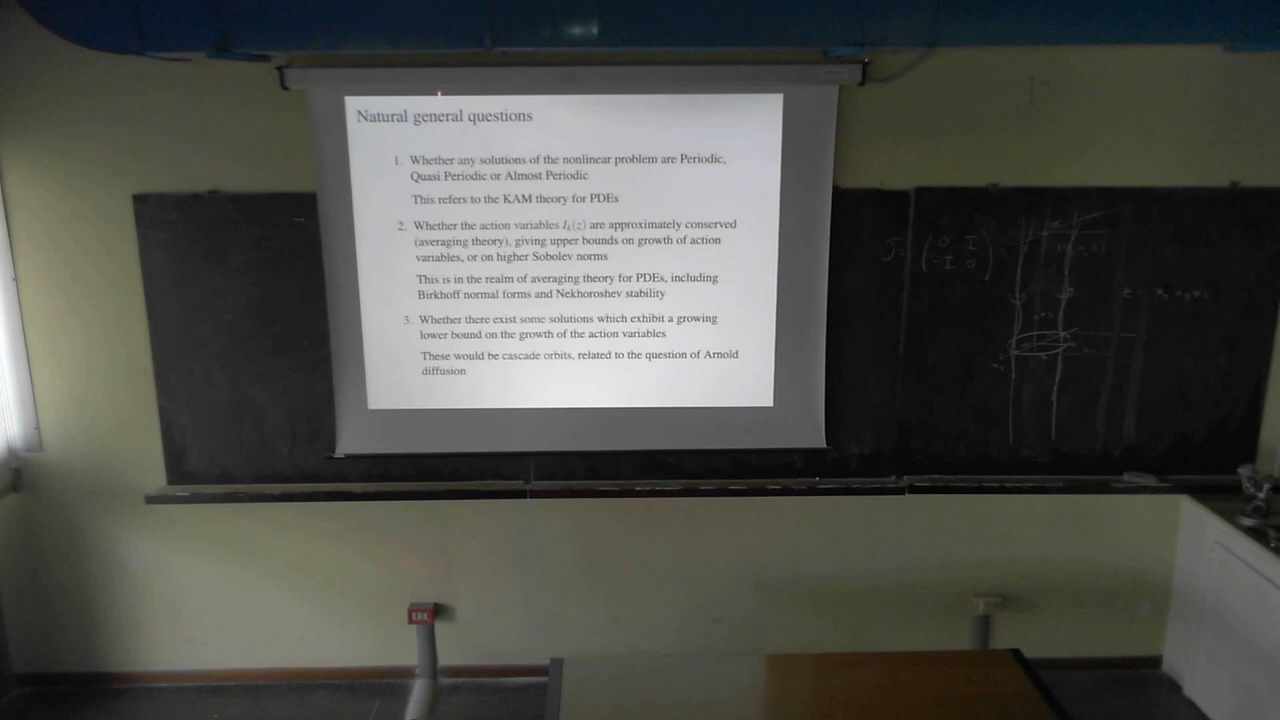 Natural general questions
1. Whether any solutions of the nonlinear problem are Periodic,
Quasi Periodic or Almost Periodic
This refers to the KAM theory for PDEs
2. Whether the action variables I_k(z) are approximately conserved
(averaging theory), giving upper bounds on growth of action
variables, or on higher Sobolev norms
This is in the realm of averaging theory for PDEs, including
Birkhoff normal forms and Nekhoroshev stability
3. Whether there exist some solutions which exhibit a growing
lower bound on the growth of the action variables
These would be cascade orbits, related to the question of Arnold
diffusion
J = ( 0 I
-I 0 )